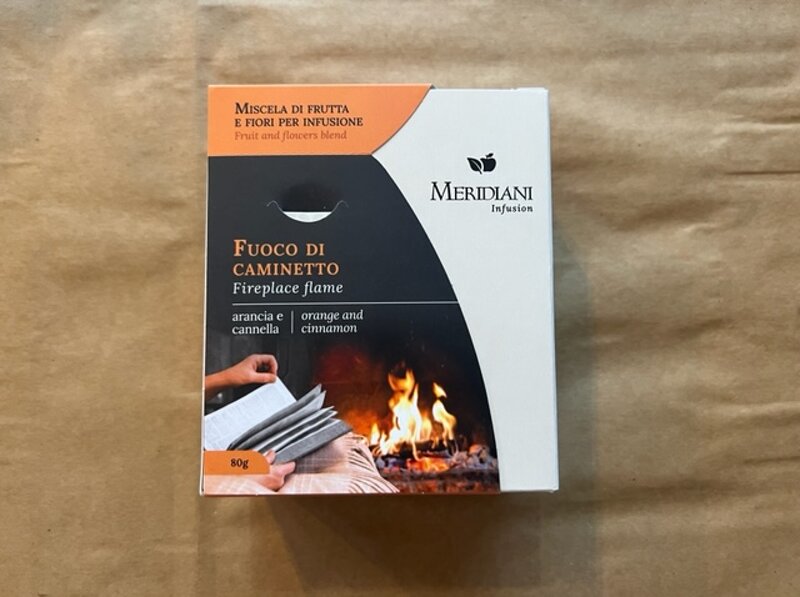 MISCELA DI FRUTTA
E FIORI PER INFUSIONE
Fruit and flowers blend
MERIDIANI
Infusion
FUOCO DI
CAMINETTO
Fireplace flame
arancia e
cannella
orange and
cinnamon
80g